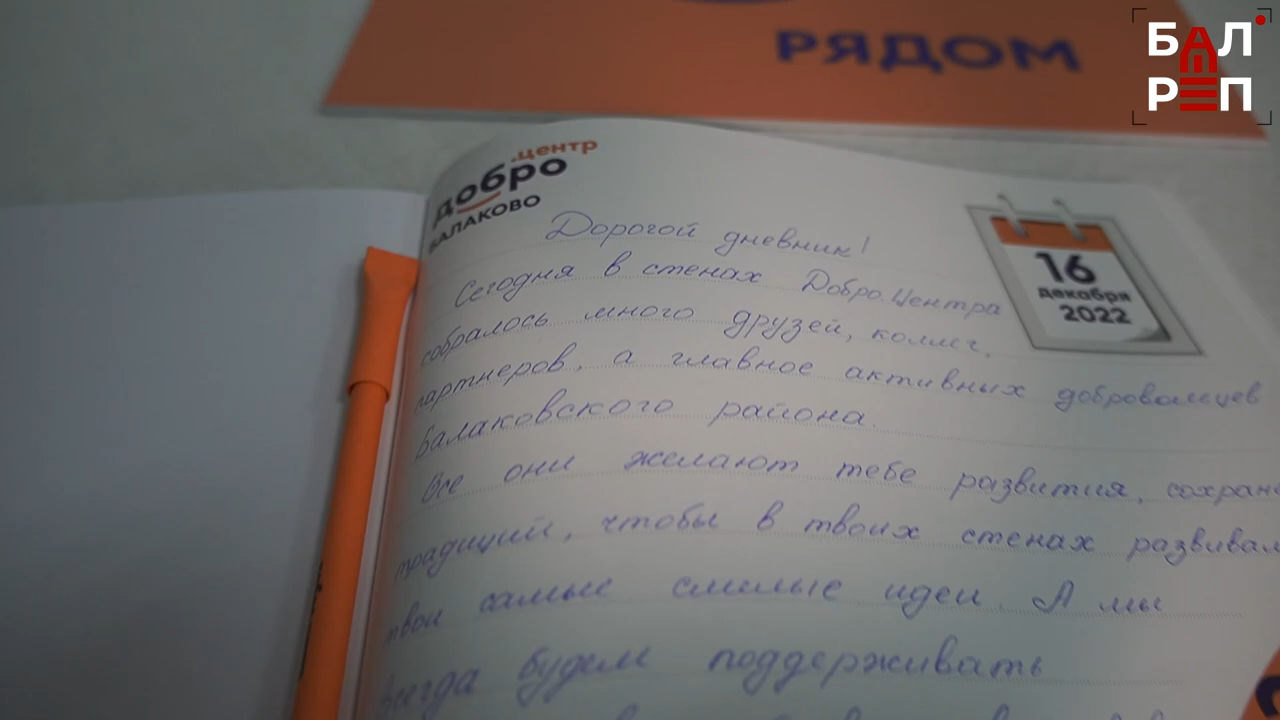 РЯДОМ
БАЛ
РЕП
.центр
добро
БАЛАКОВО
16
декабря
2022
Дорогой дневник!
Сегодня в стенах Добро.Центра
собралось много друзей, коллег,
партнеров, а главное активных добровольцев
Балаковского района.
Все они желают тебе развития, сохране
традиций, чтобы в твоих стенах развивал
твои самые смелые идеи. А мы
всегда будем поддерживать